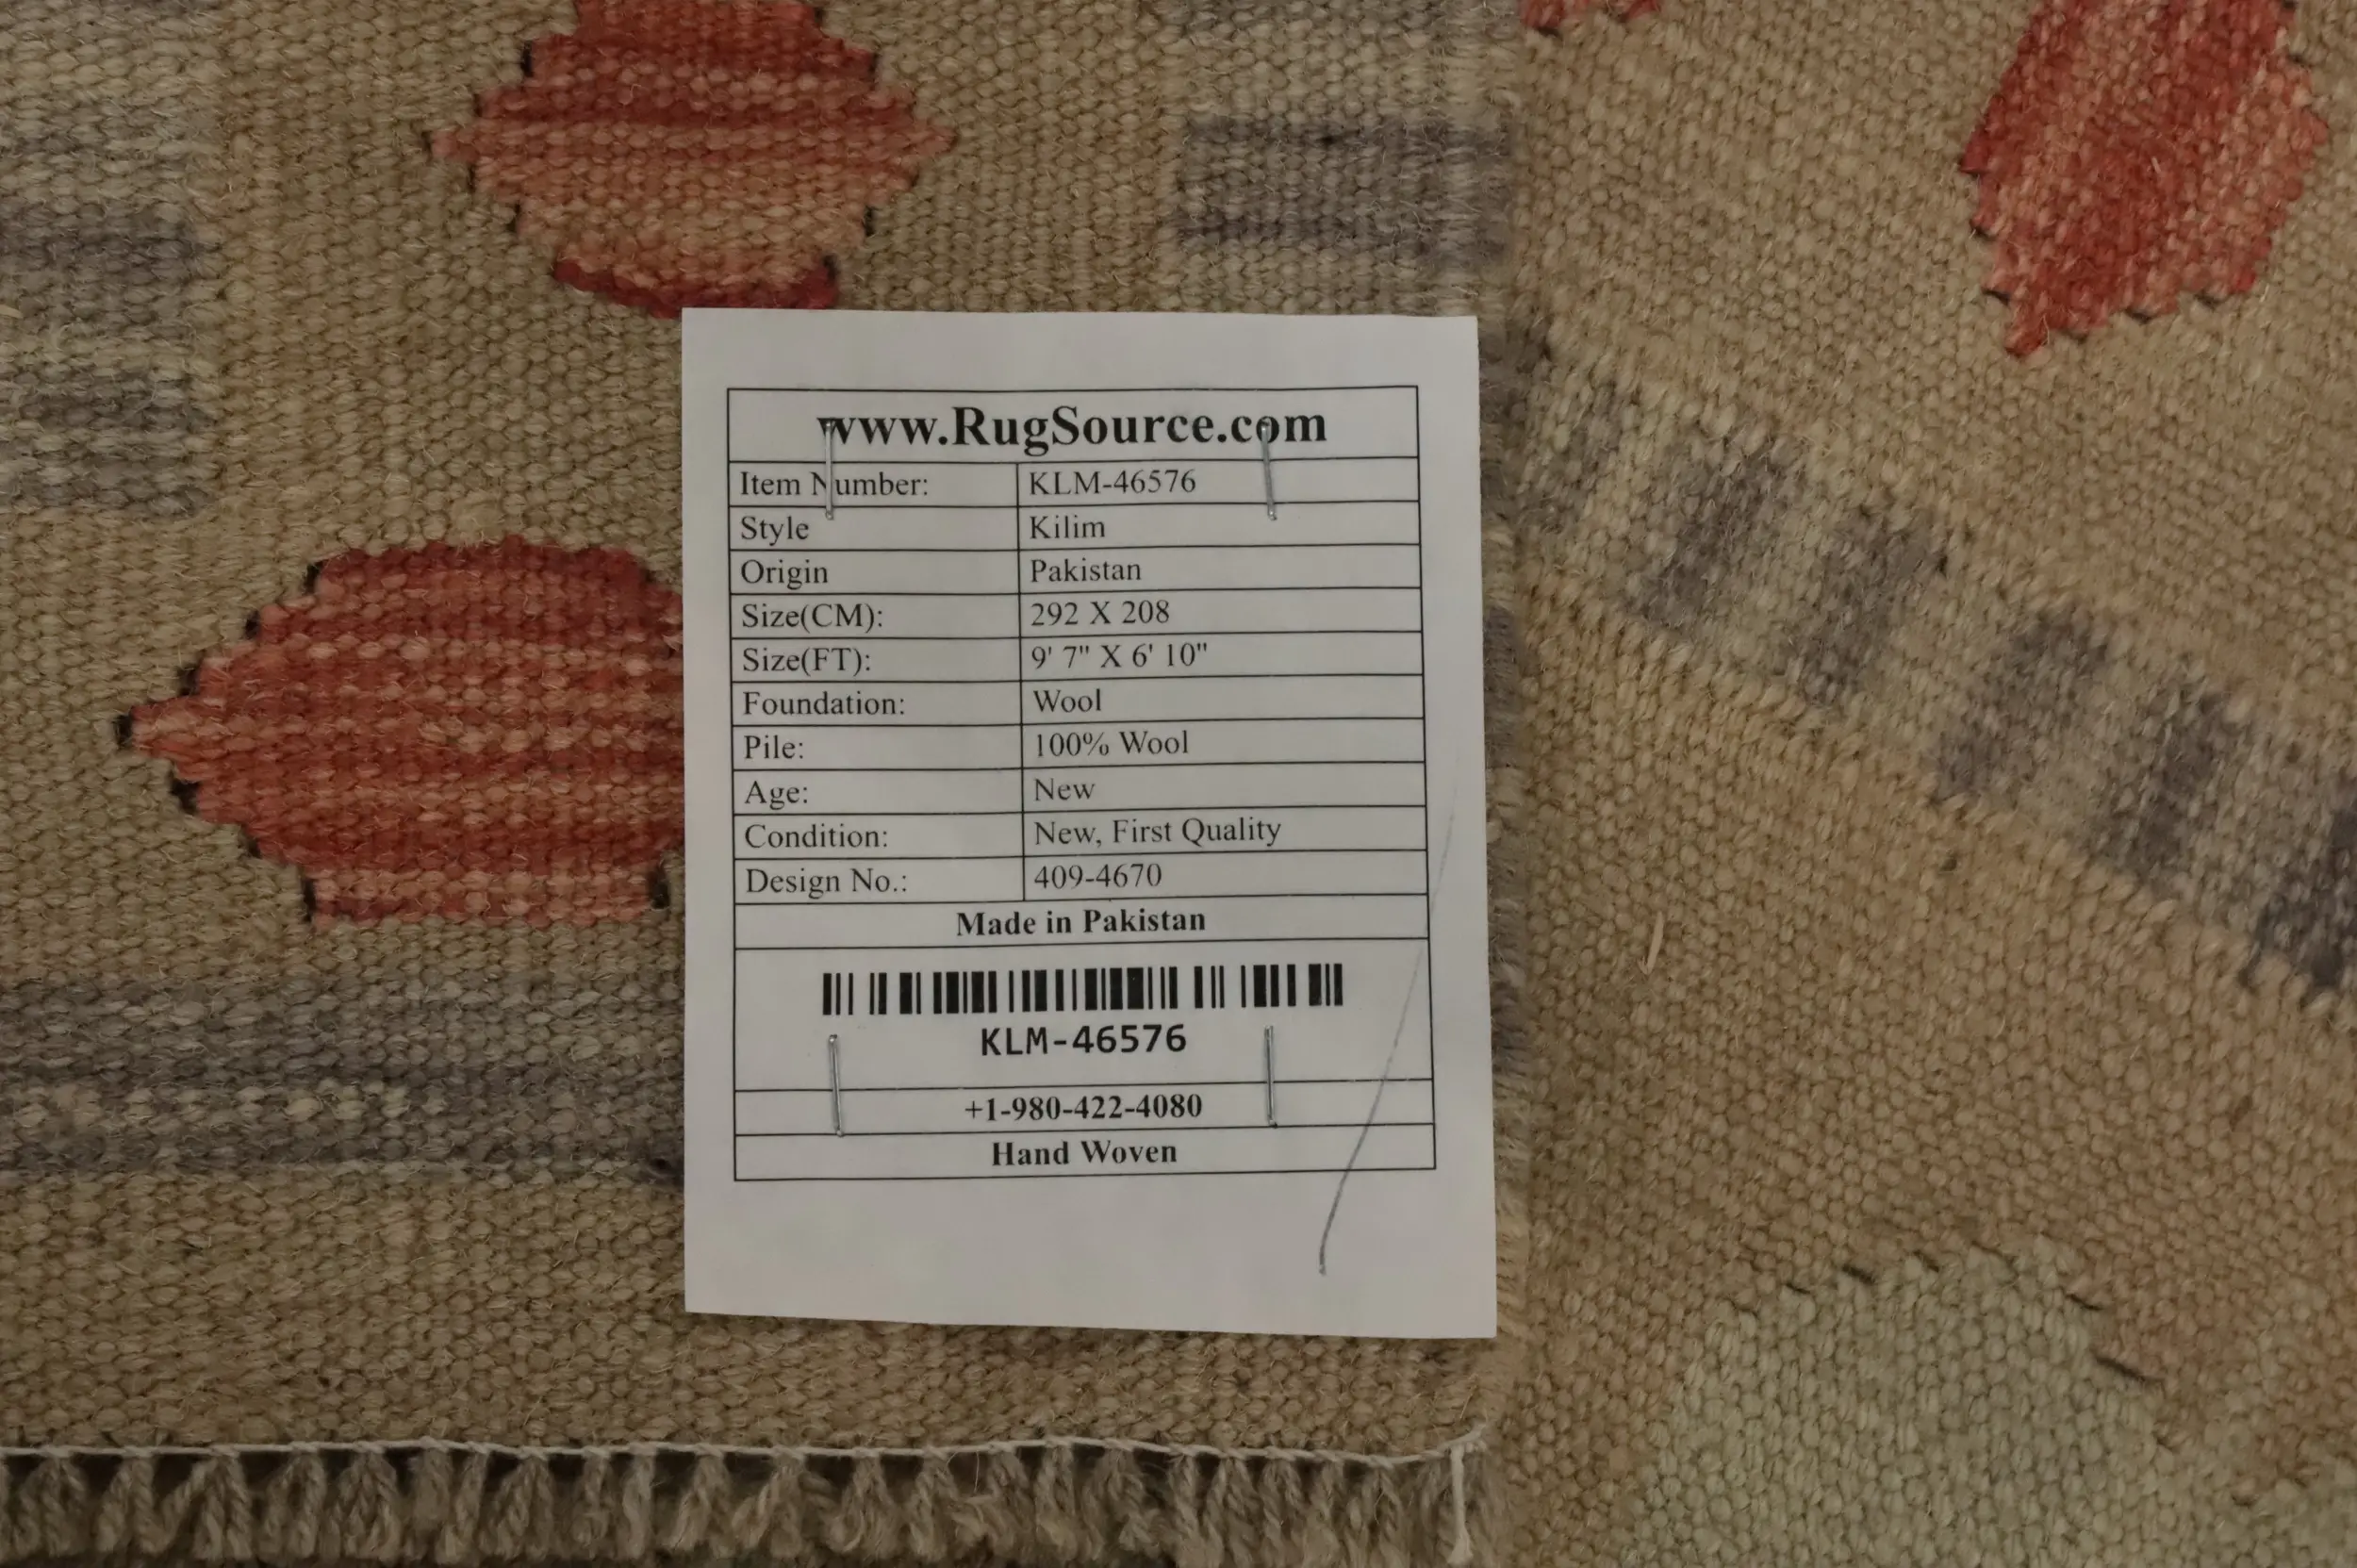 www.RugSource.com
Item Number: KLM-46576
Style Kilim
Origin Pakistan
Size(CM): 292 X 208
Size(FT): 9' 7" X 6' 10"
Foundation: Wool
Pile: 100% Wool
Age: New
Condition: New, First Quality
Design No.: 409-4670
Made in Pakistan
KLM-46576
+1-980-422-4080
Hand Woven